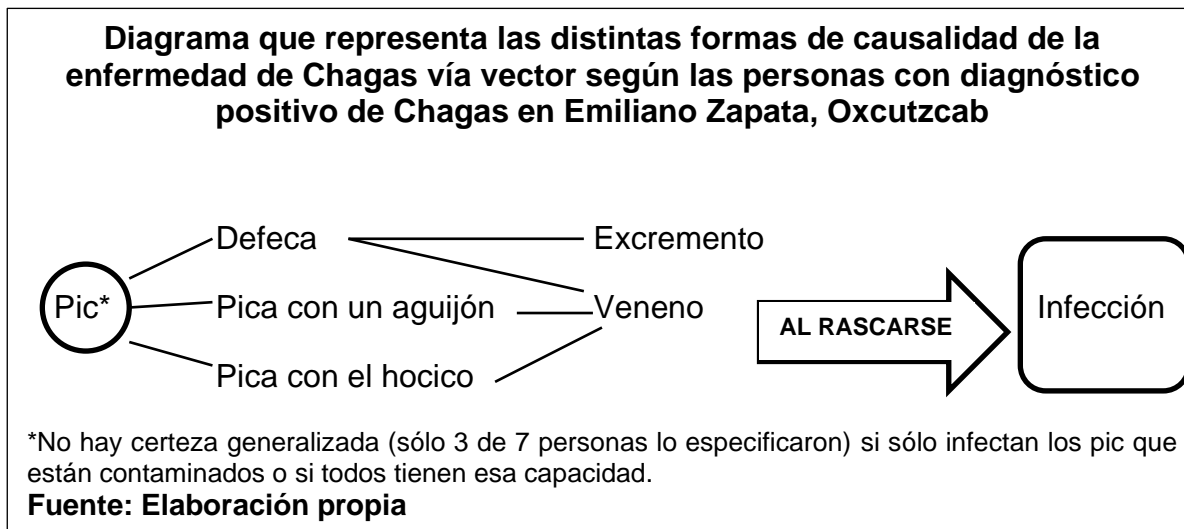 Diagrama que representa las distintas formas de causalidad de la
enfermedad de Chagas vía vector según las personas con diagnóstico
positivo de Chagas en Emiliano Zapata, Oxcutzcab
Defeca Excremento
Pic* Pica con un aguijón Veneno AL RASCARSE Infección
Pica con el hocico
*No hay certeza generalizada (sólo 3 de 7 personas lo especificaron) si sólo infectan los pic que
están contaminados o si todos tienen esa capacidad.
Fuente: Elaboración propia